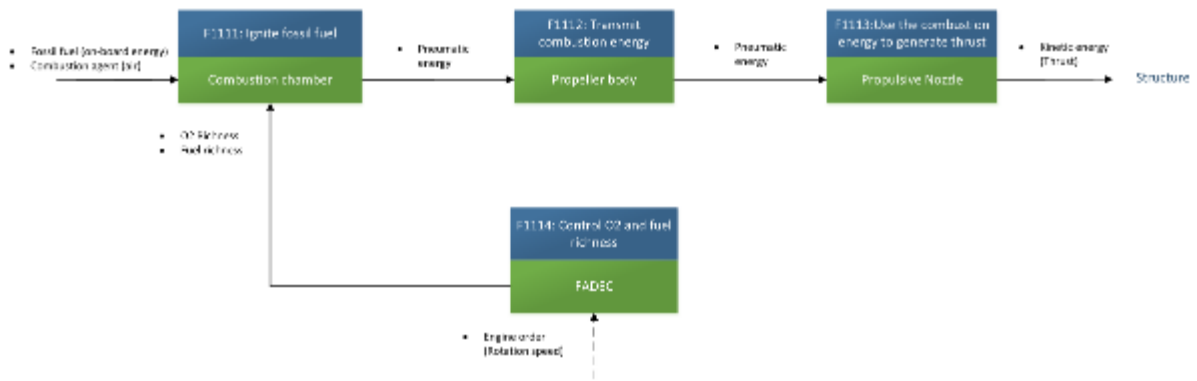 Fossil fuel (on-board energy)
Combustion agent (air)
F1111: Ignite fossil fuel
Combustion chamber
Pneumatic
energy
F1112: Transmit
combustion energy
Propeller body
Pneumatic
energy
F1113:Use the combustion
energy to generate thrust
Propulsive Nozzle
Kinetic energy
(Thrust)
Structure
O2 Richness
Fuel richness
F1114: Control O2 and fuel
richness
FADEC
Engine order
(Rotation speed)